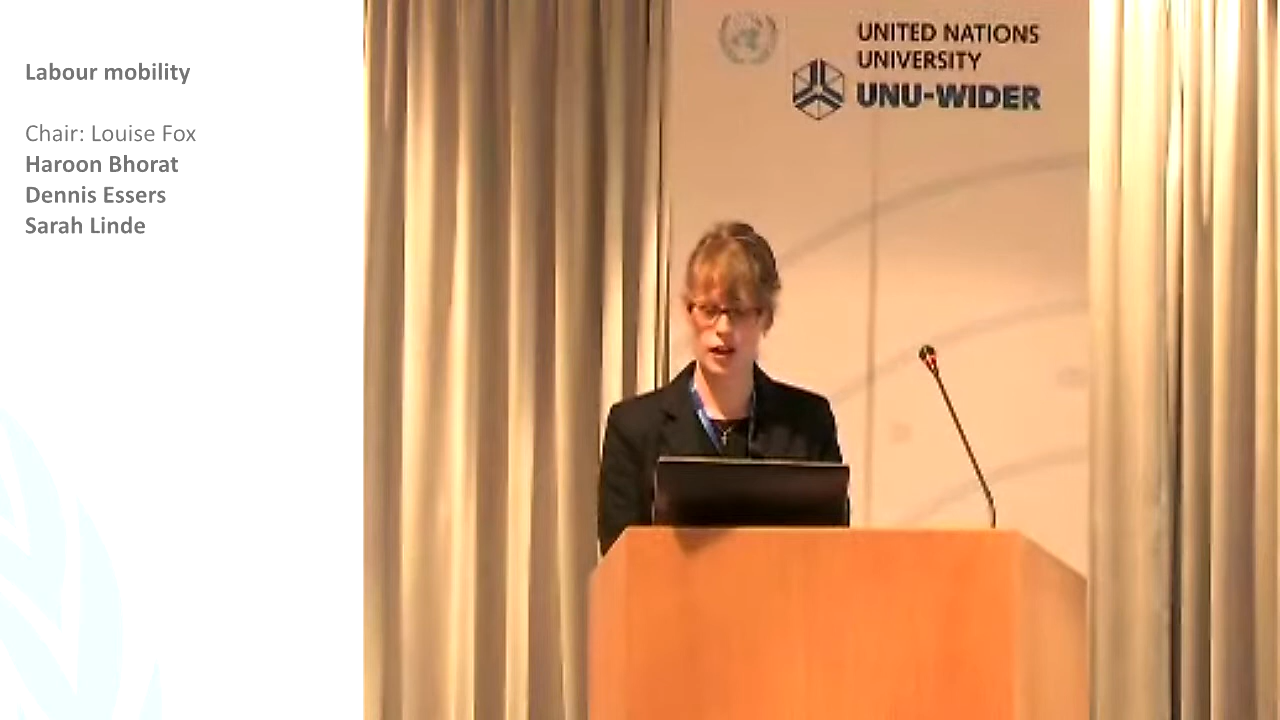 Labour mobility
Chair: Louise Fox
Haroon Bhorat
Dennis Essers
Sarah Linde
UNITED NATIONS
UNIVERSITY
UNU-WIDER